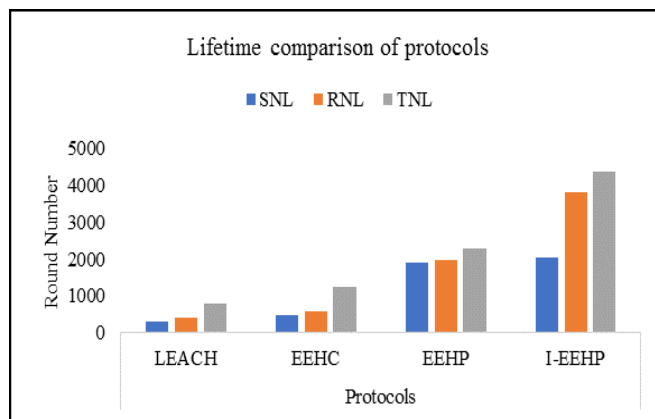 Lifetime comparison of protocols
SNL RNL TNL
Round Number
5000
4000
3000
2000
1000
0
LEACH EEHC EEHP I-EEHP
Protocols